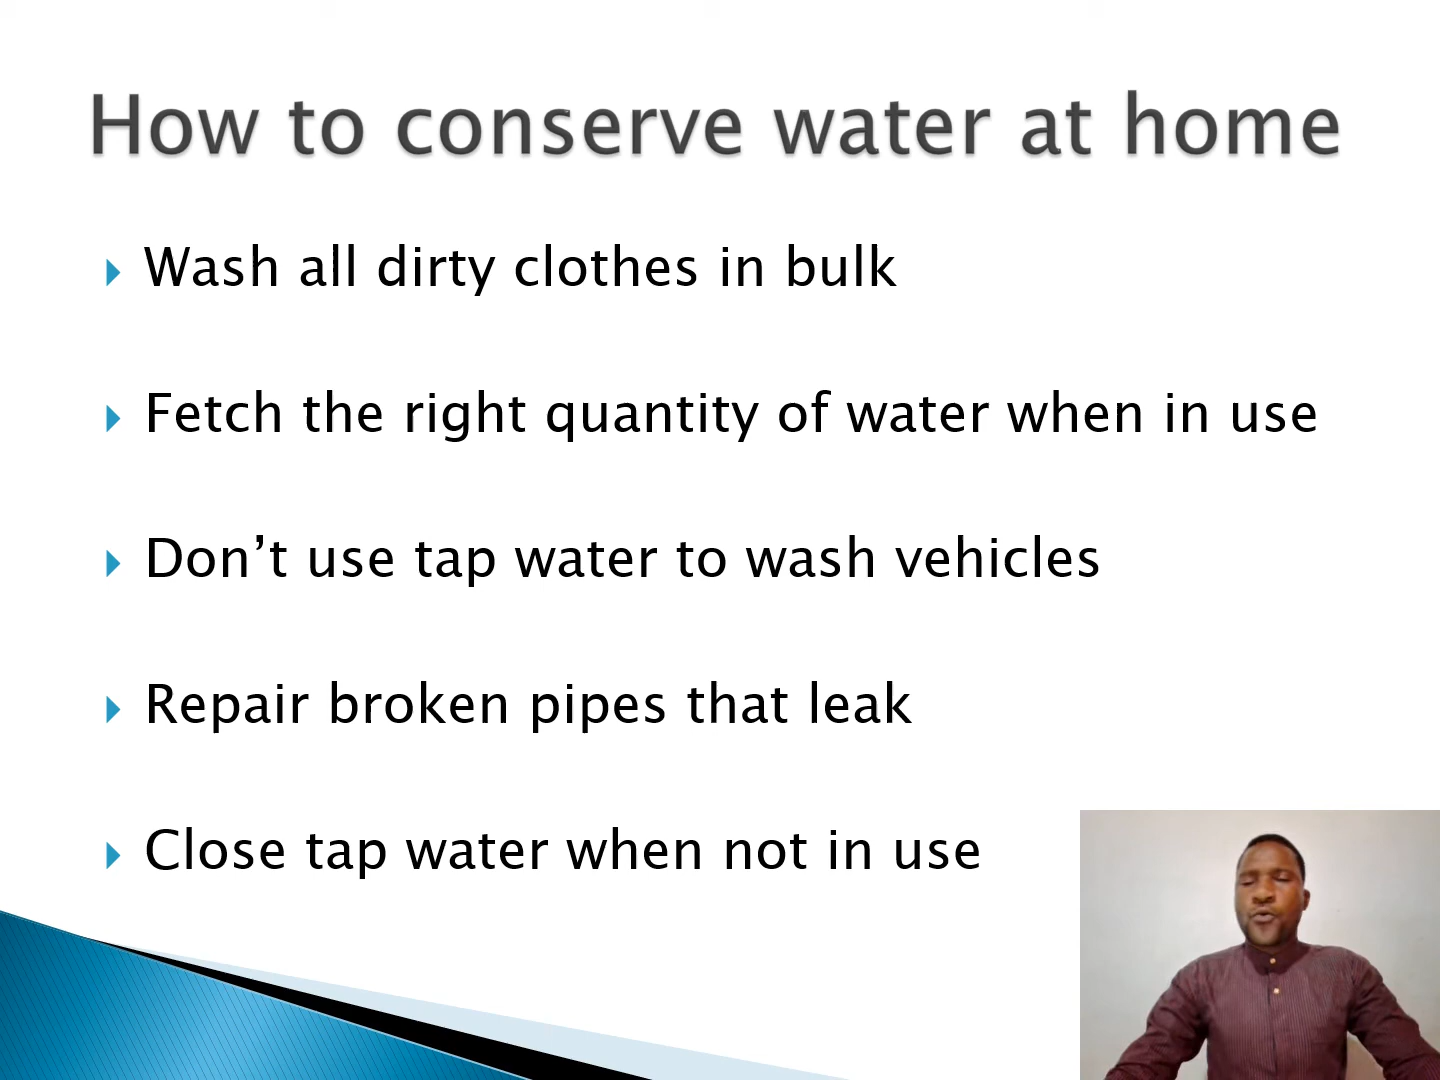 How to conserve water at home
Wash all dirty clothes in bulk
Fetch the right quantity of water when in use
Don’t use tap water to wash vehicles
Repair broken pipes that leak
Close tap water when not in use